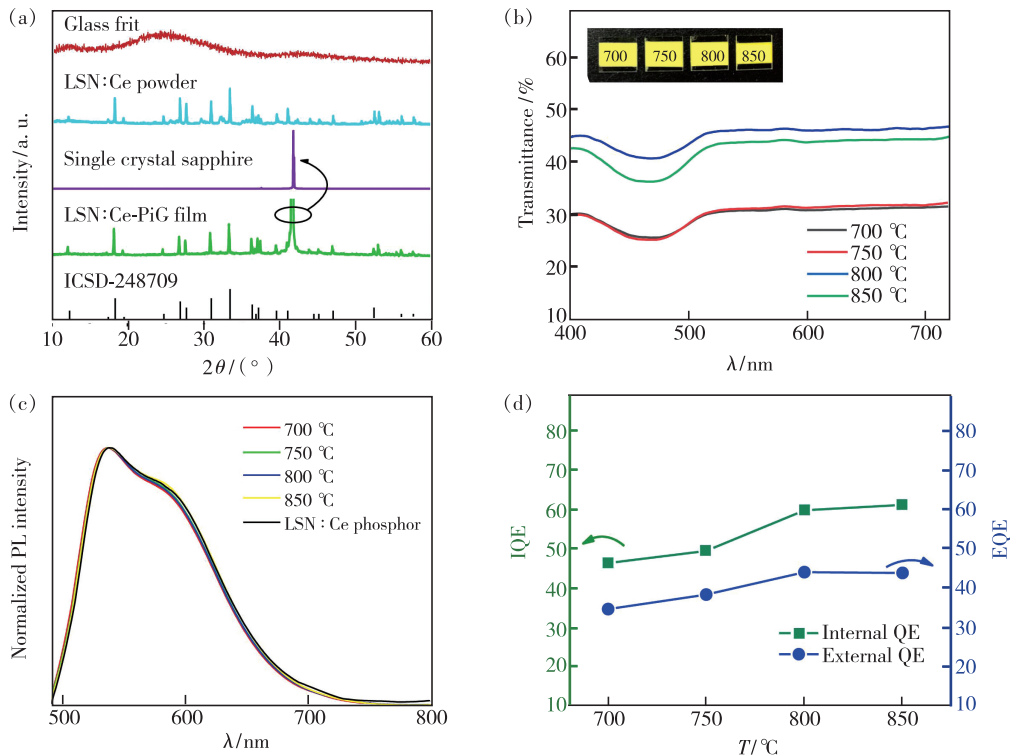 (a)
Glass frit
LSN:Ce powder
Single crystal sapphire
LSN:Ce-PiG film
ICSD-248709
Intensity/a. u.
10 20 30 40 50 60
2θ/(°)
(b)
700 750 800 850
Transmittance/%
60
50
40
30
20
10
700 ℃
750 ℃
800 ℃
850 ℃
400 500 600 700
λ/nm
(c)
700 ℃
750 ℃
800 ℃
850 ℃
LSN:Ce phosphor
Normalized PL intensity
500 600 700 800
λ/nm
(d)
IQE
80
70
60
50
40
30
20
10
Internal QE
External QE
80
70
60
50
40
30
20
10
EQE
700 750 800 850
T/℃